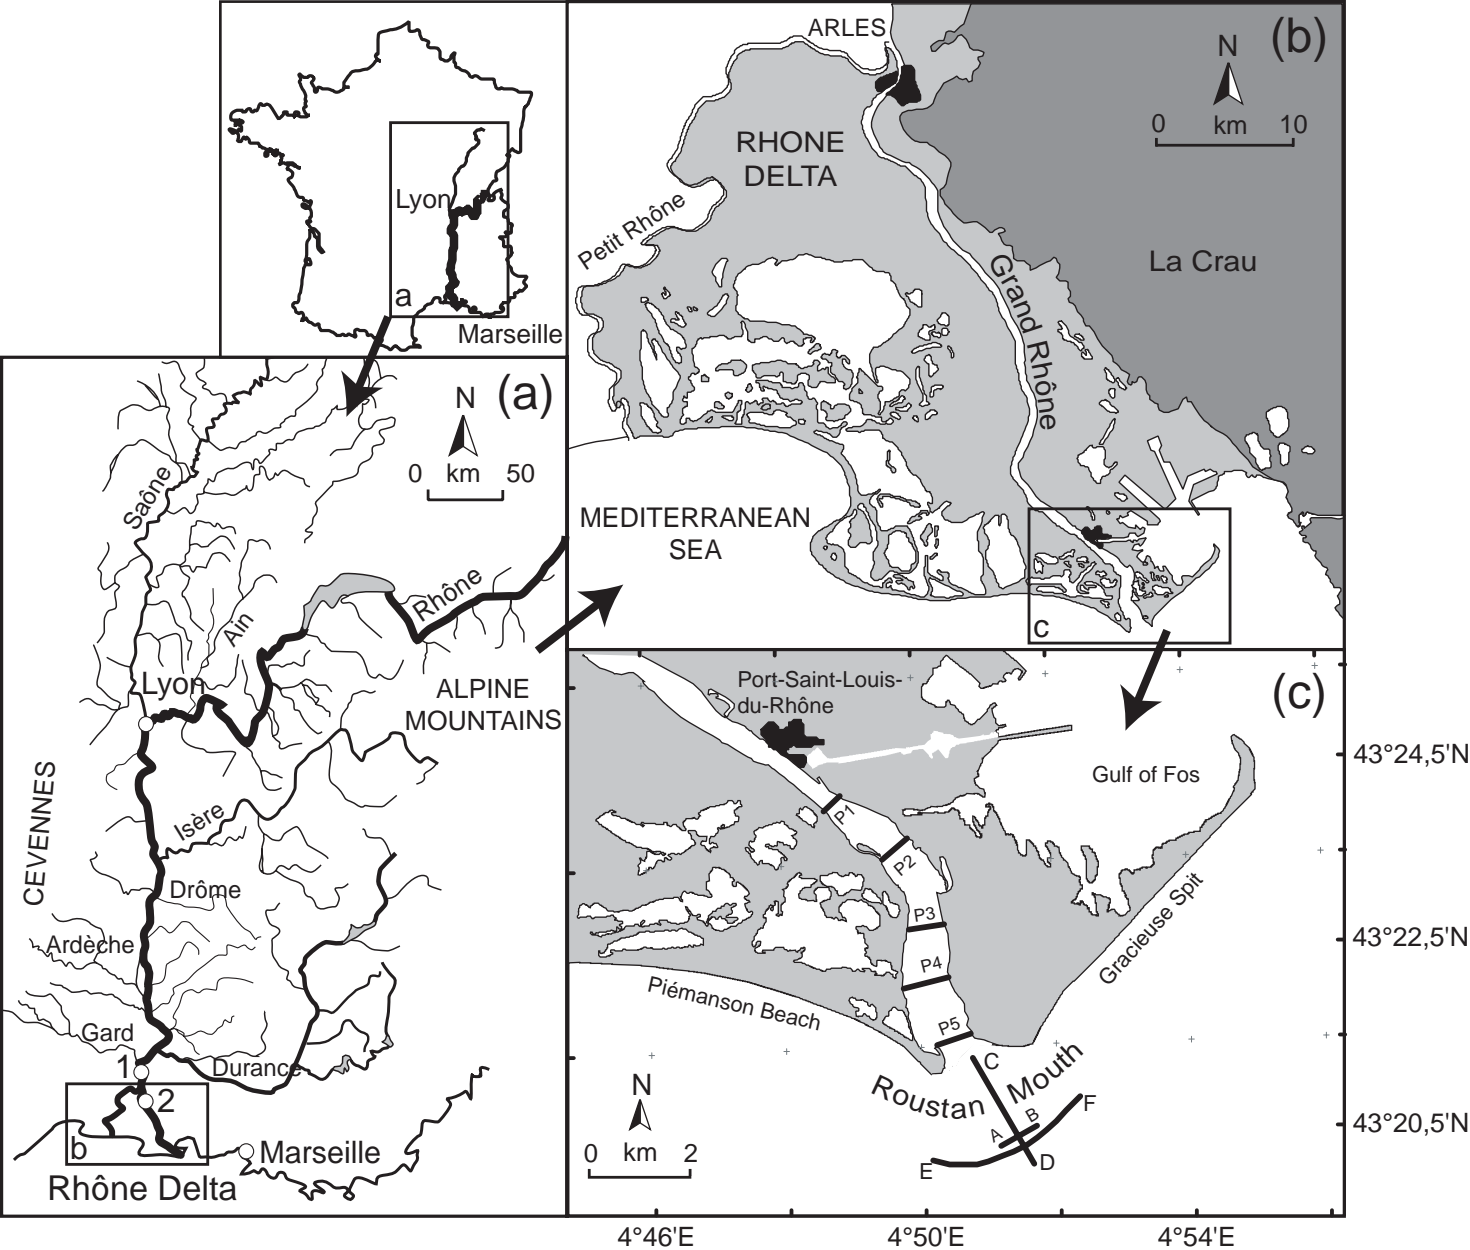 Lyon
a
Marseille
(a)
N
0 km 50
Saône
Ain
Rhône
Lyon
ALPINE
MOUNTAINS
CEVENNES
Isère
Drôme
Ardèche
Gard
1
Durance
2
b
Marseille
Rhône Delta
(b)
ARLES
N
0 km 10
RHONE
DELTA
Petit Rhône
La Crau
Grand Rhône
MEDITERRANEAN
SEA
c
(c)
Port-Saint-Louis-
du-Rhône
Gulf of Fos
P1
P2
P3
P4
P5
Gracieuse Spit
Piémanson Beach
Roustan Mouth
C
B
A
F
E
D
N
0 km 2
43°24,5'N
43°22,5'N
43°20,5'N
4°46'E
4°50'E
4°54'E